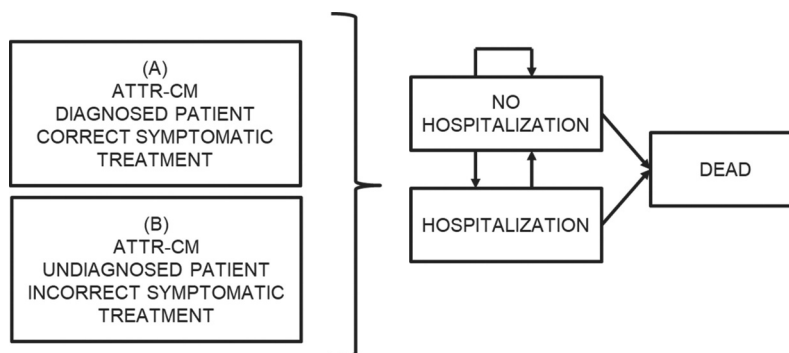 (A)
ATTR-CM
DIAGNOSED PATIENT
CORRECT SYMPTOMATIC
TREATMENT
(B)
ATTR-CM
UNDIAGNOSED PATIENT
INCORRECT SYMPTOMATIC
TREATMENT
NO
HOSPITALIZATION
HOSPITALIZATION
DEAD